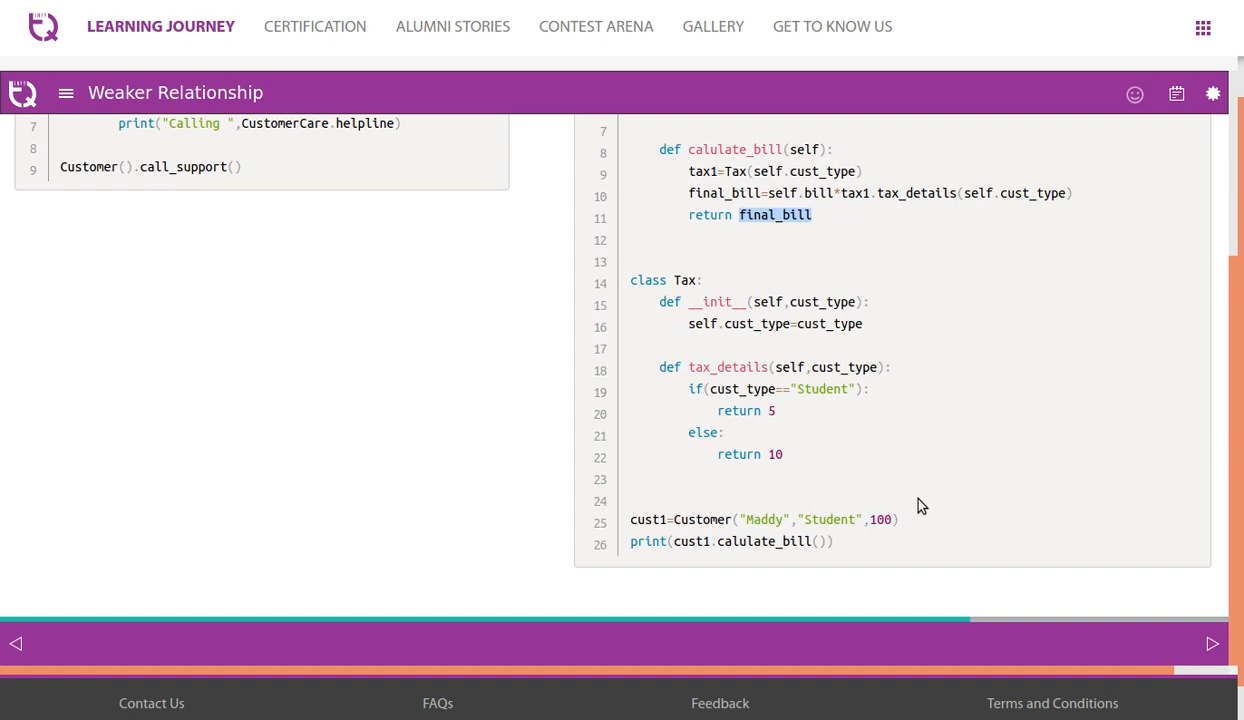 LEARNING JOURNEY CERTIFICATION ALUMNI STORIES CONTEST ARENA GALLERY GET TO KNOW US
Weaker Relationship
7 print("Calling ",CustomerCare.helpline)
8
9 Customer().call_support()
7
8 def calulate_bill(self):
9 tax1=Tax(self.cust_type)
10 final_bill=self.bill*tax1.tax_details(self.cust_type)
11 return final_bill
12
13
14 class Tax:
15 def __init__(self,cust_type):
16 self.cust_type=cust_type
17
18 def tax_details(self,cust_type):
19 if(cust_type=="Student"):
20 return 5
21 else:
22 return 10
23
24
25 cust1=Customer("Maddy","Student",100)
26 print(cust1.calulate_bill())
Contact Us FAQs Feedback Terms and Conditions